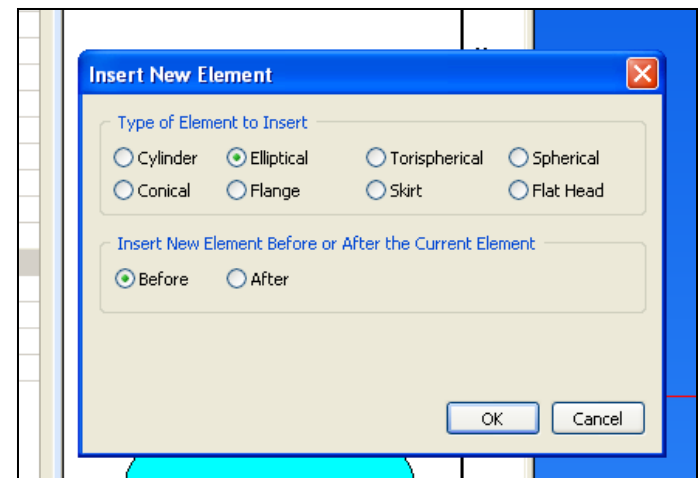 Insert New Element
Type of Element to Insert
Cylinder Elliptical Torispherical Spherical
Conical Flange Skirt Flat Head
Insert New Element Before or After the Current Element
Before After
OK Cancel